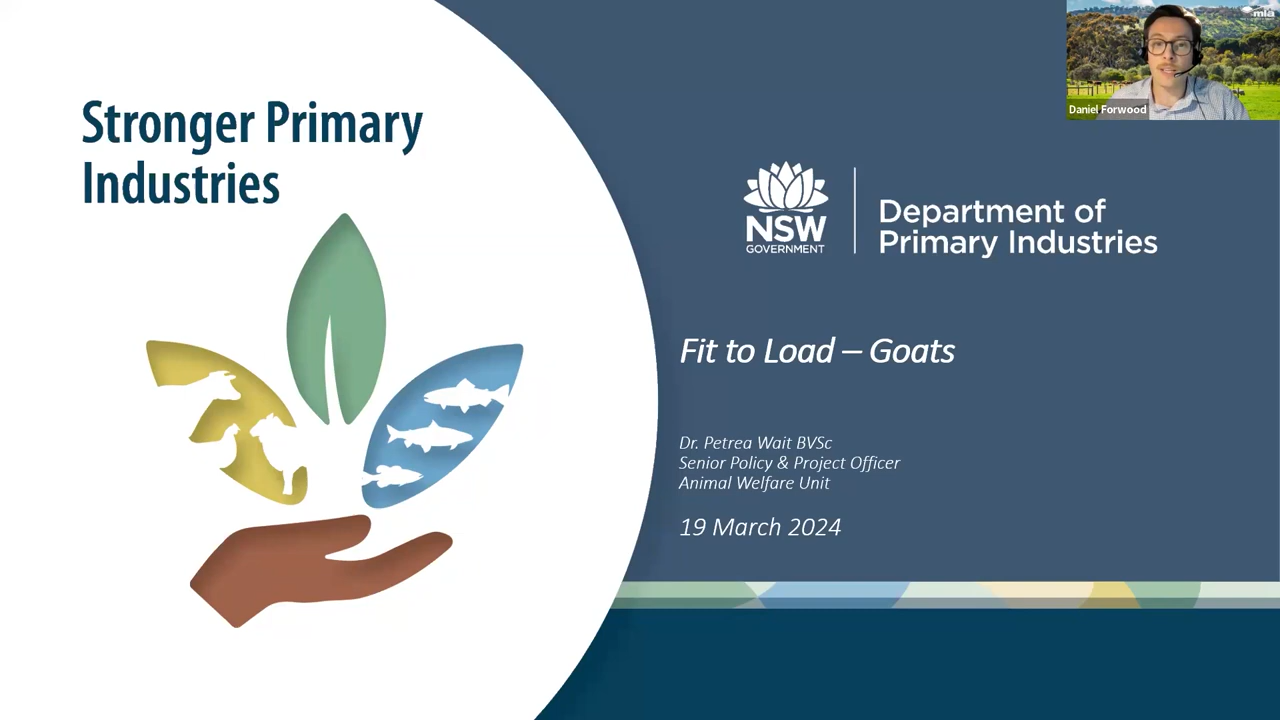 Stronger Primary
Industries
NSW
GOVERNMENT
Department of
Primary Industries
Fit to Load – Goats
Dr. Petrea Wait BVSc
Senior Policy & Project Officer
Animal Welfare Unit
19 March 2024
mla
Daniel Forwood